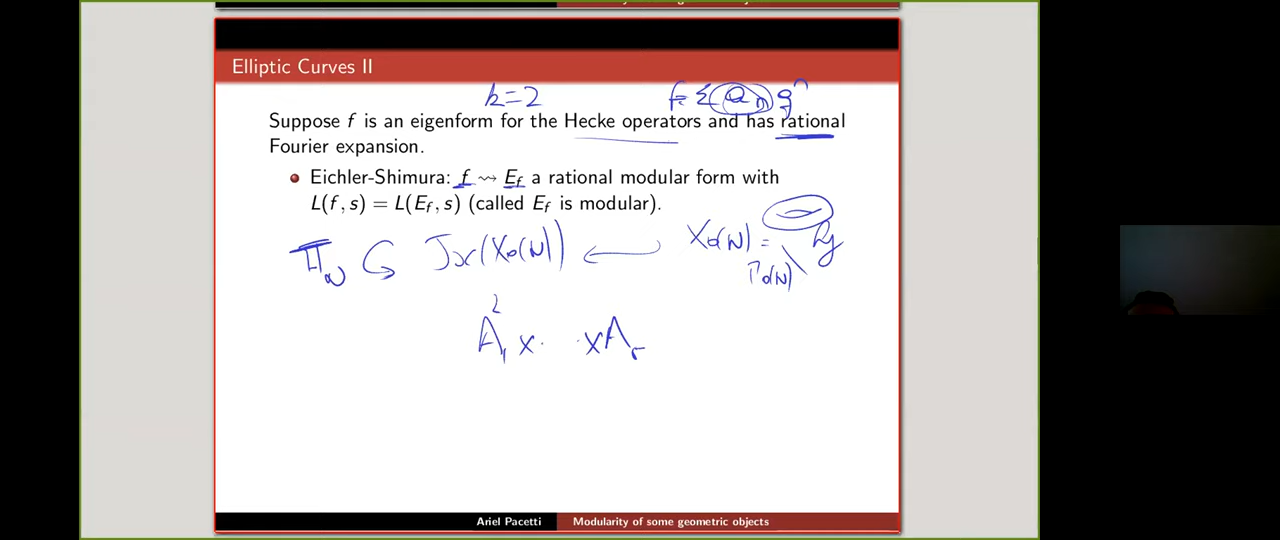 Elliptic Curves II
k=2
f=Σ a_n q^n
Suppose f is an eigenform for the Hecke operators and has rational
Fourier expansion.
Eichler-Shimura: f ⇝ E_f a rational modular form with
L(f, s) = L(E_f, s) (called E_f is modular).
Jac(X_0(N)) ← X_0(N) =
Γ_0(N) \
A_1^2 x · · x A_r
Ariel Pacetti Modularity of some geometric objects